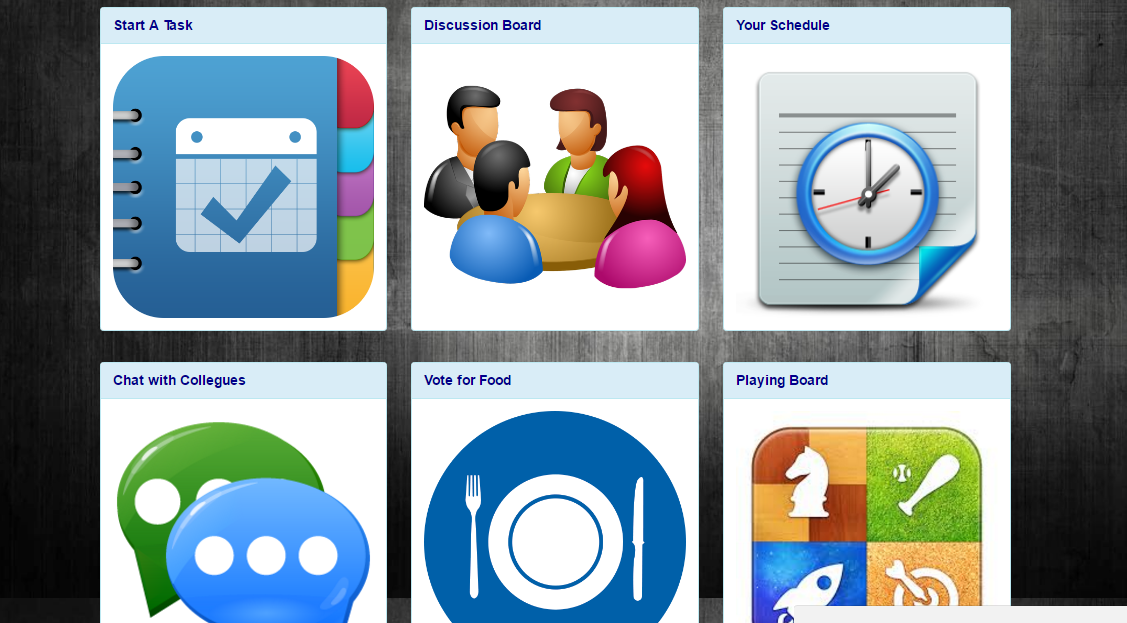 Start A Task
Discussion Board
Your Schedule
Chat with Collegues
Vote for Food
Playing Board